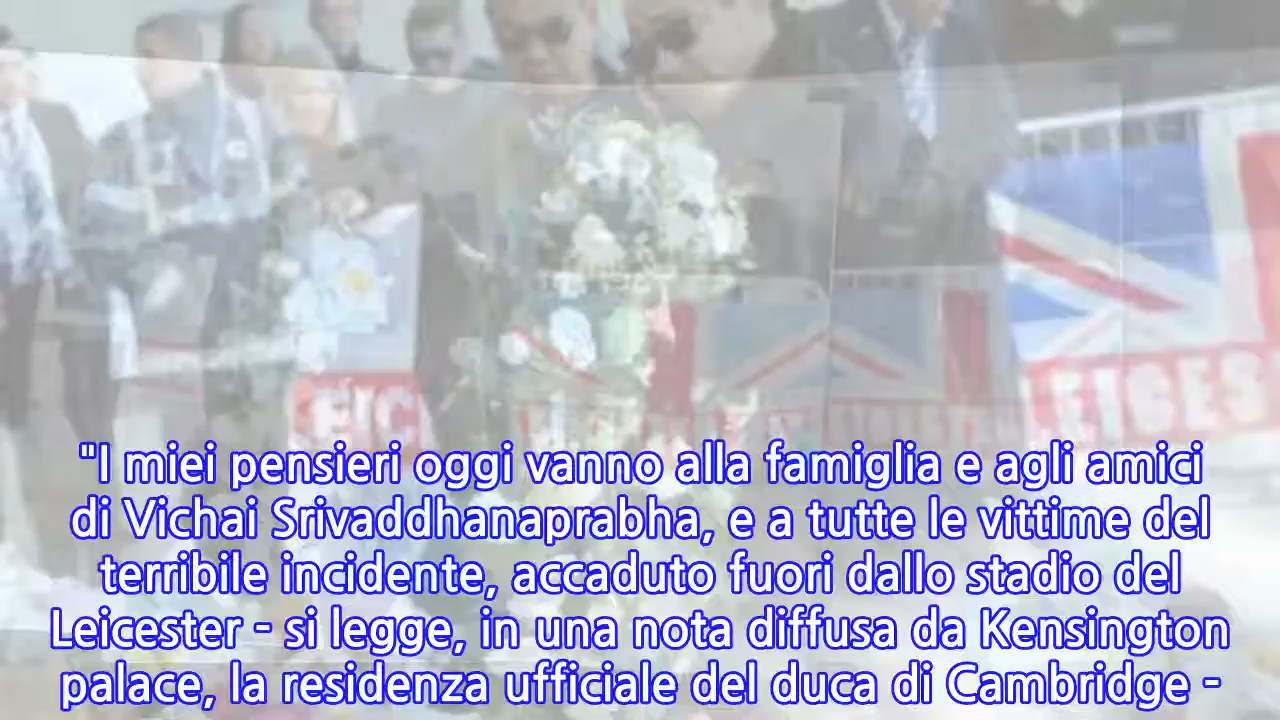 LEICES
EIC
"I miei pensieri oggi vanno alla famiglia e agli amici
di Vichai Srivaddhanaprabha, e a tutte le vittime del
terribile incidente, accaduto fuori dallo stadio del
Leicester - si legge, in una nota diffusa da Kensington
palace, la residenza ufficiale del duca di Cambridge -